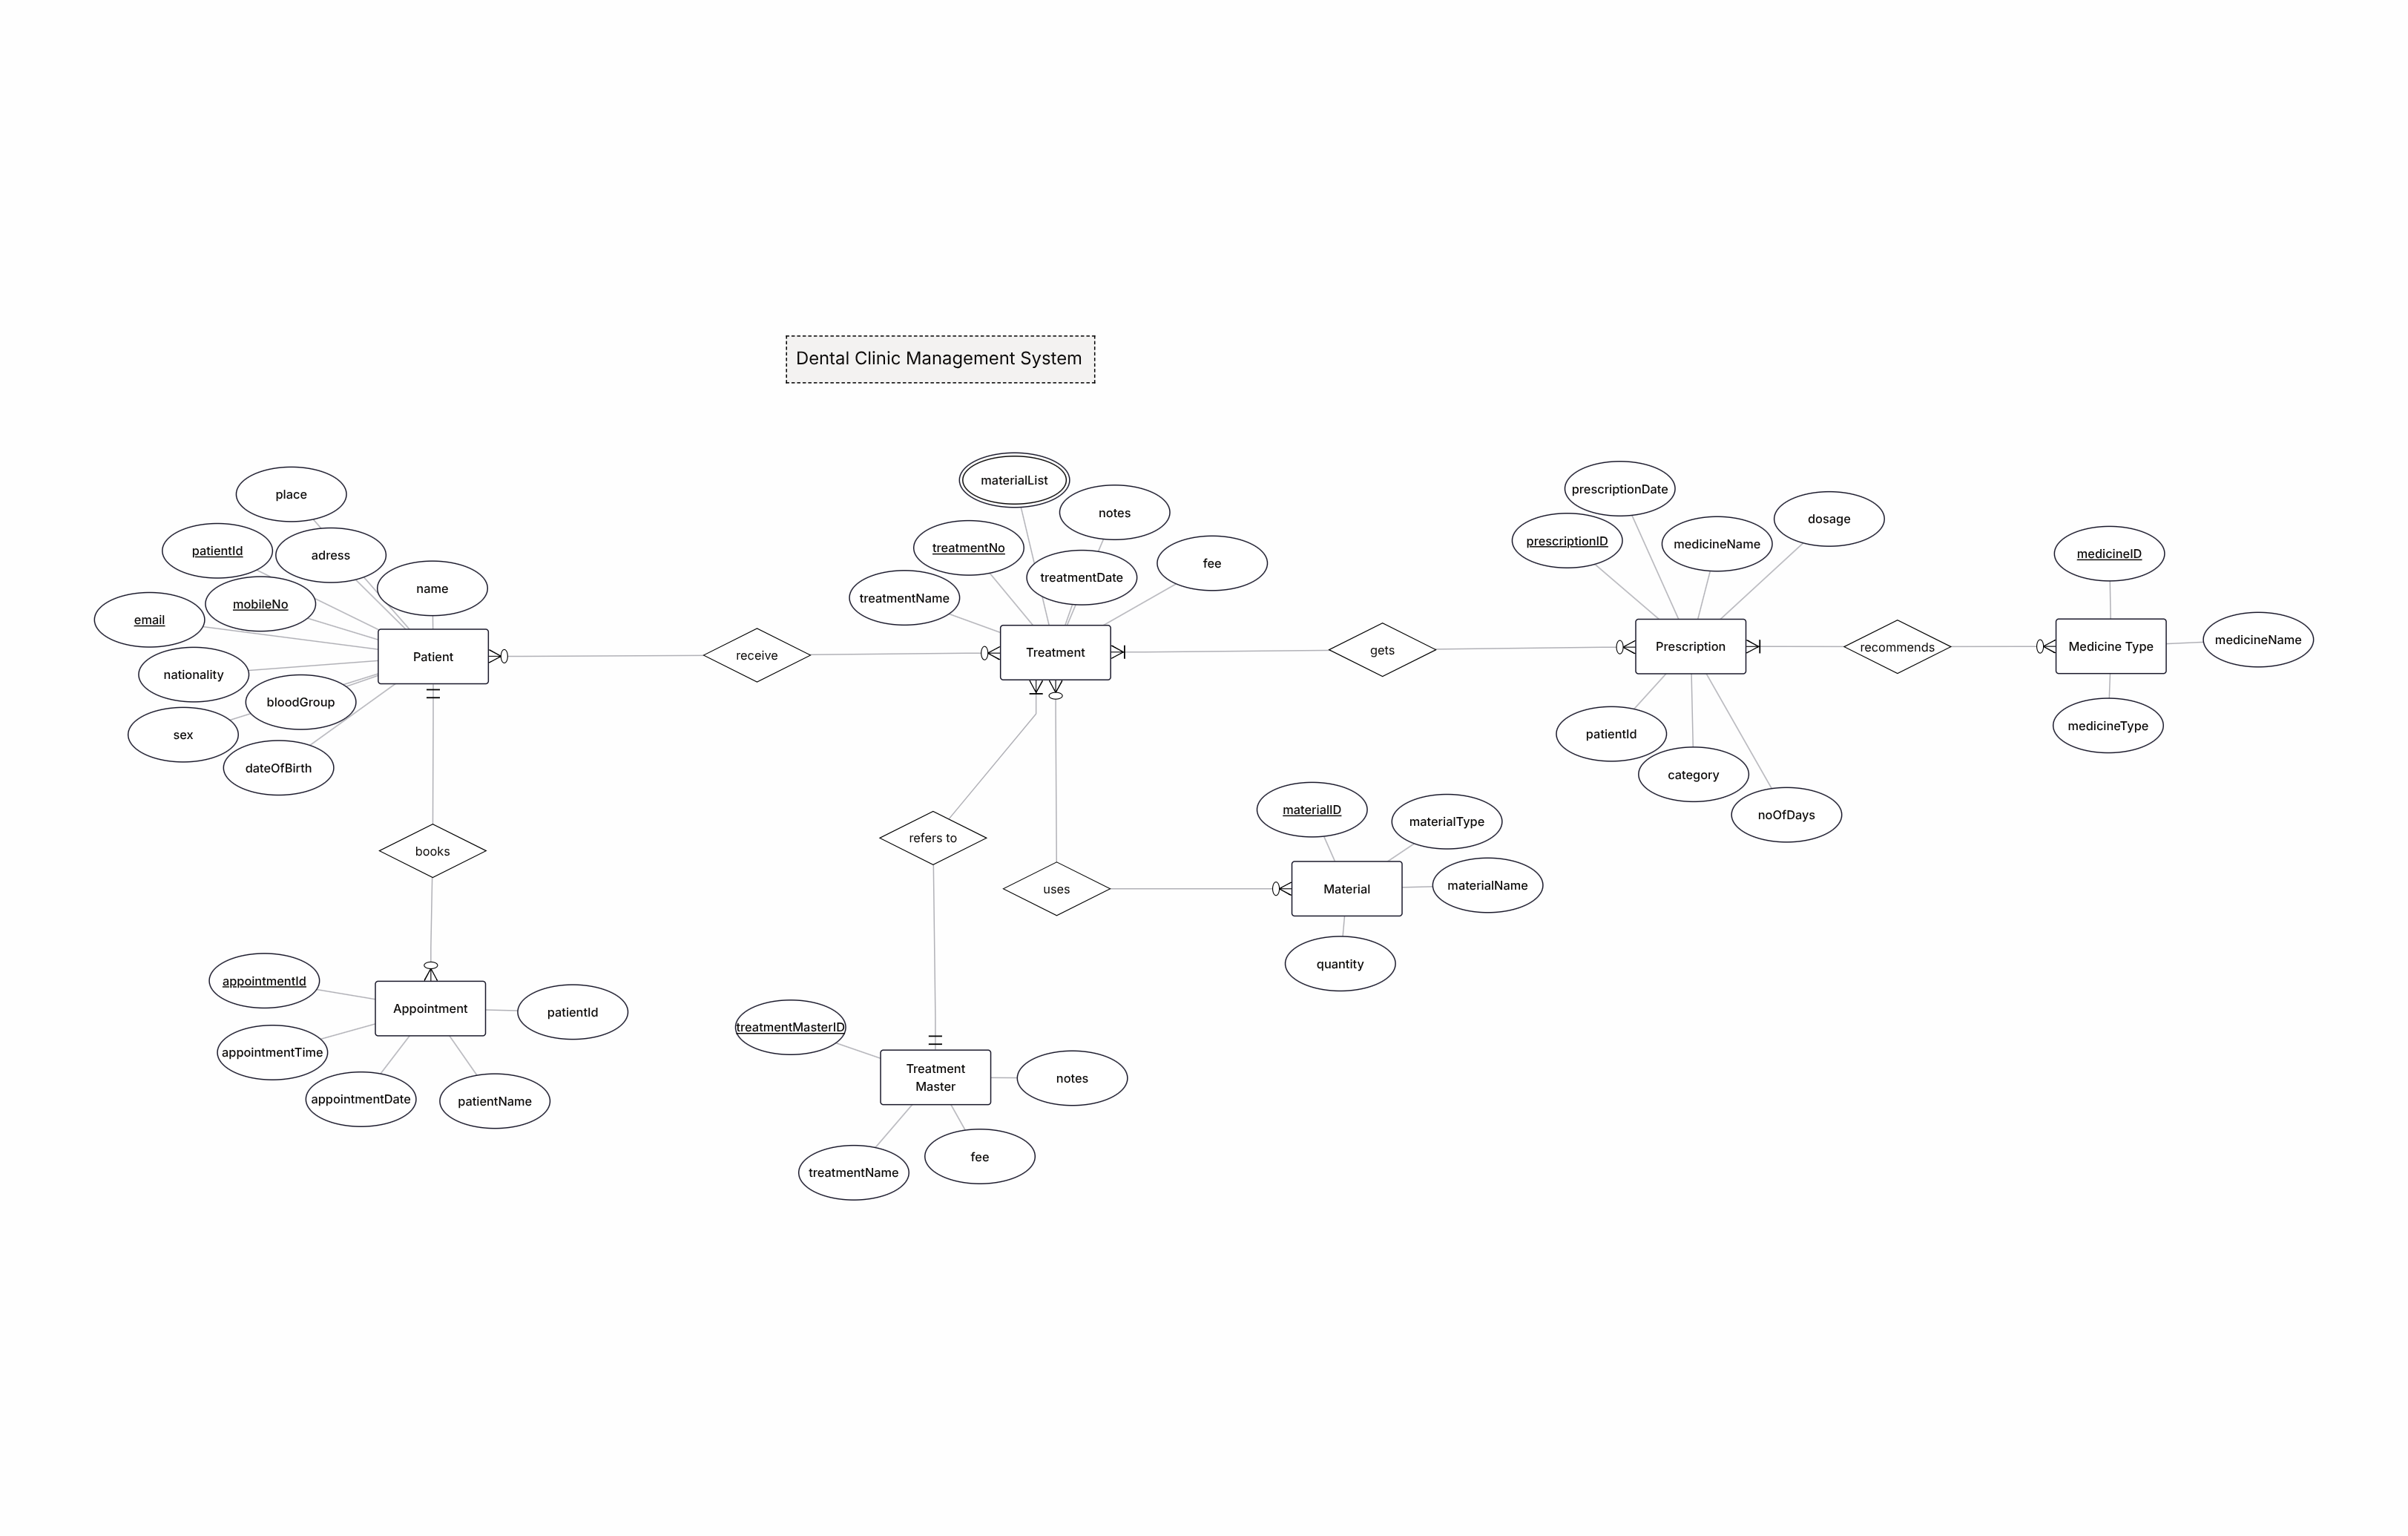 Dental Clinic Management System
place
patientId
adress
name
mobileNo
email
nationality
bloodGroup
sex
dateOfBirth
Patient
receive
materialList
notes
treatmentNo
treatmentDate
fee
treatmentName
Treatment
gets
prescriptionDate
prescriptionID
medicineName
dosage
Prescription
patientId
category
noOfDays
recommends
medicineID
Medicine Type
medicineName
medicineType
books
refers to
uses
materialID
materialType
Material
materialName
quantity
appointmentId
Appointment
patientId
appointmentTime
appointmentDate
patientName
treatmentMasterID
Treatment
Master
notes
treatmentName
fee